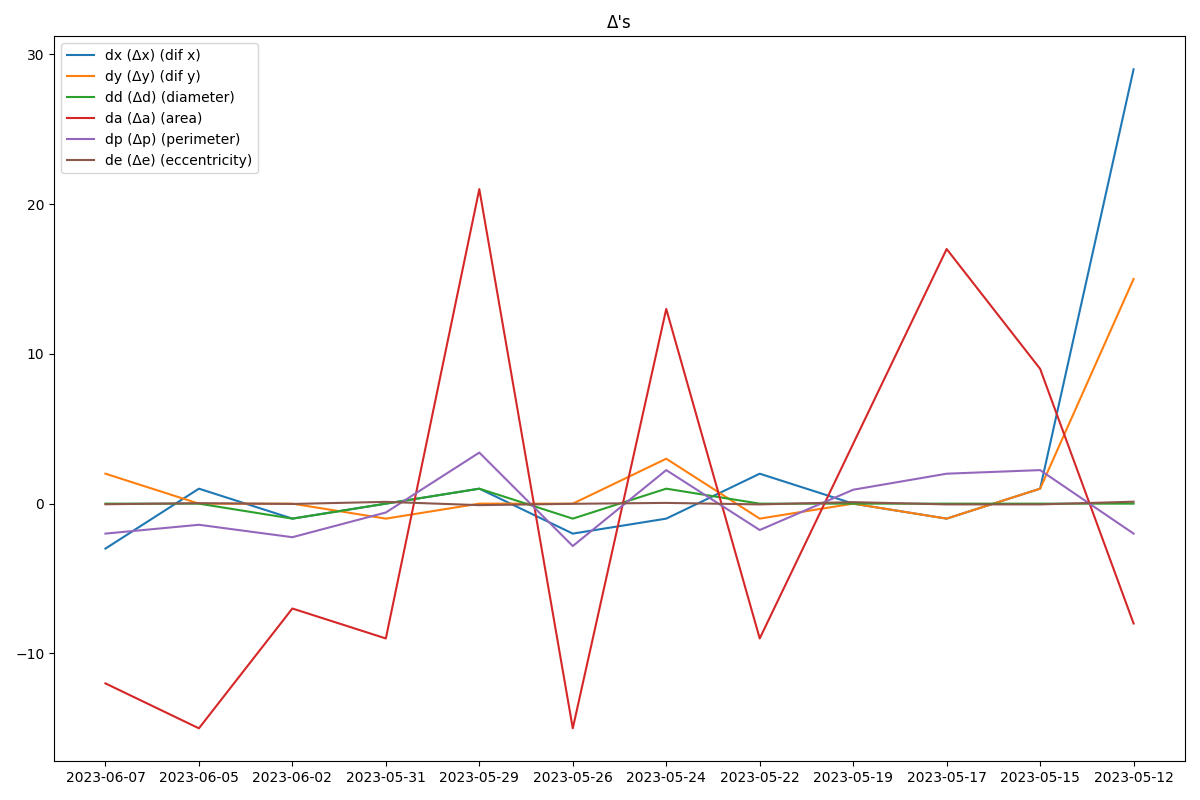 Δ's
dx (Δx) (dif x)
dy (Δy) (dif y)
dd (Δd) (diameter)
da (Δa) (area)
dp (Δp) (perimeter)
de (Δe) (eccentricity)
30
20
10
0
−10
2023-06-07 2023-06-05 2023-06-02 2023-05-31 2023-05-29 2023-05-26 2023-05-24 2023-05-22 2023-05-19 2023-05-17 2023-05-15 2023-05-12